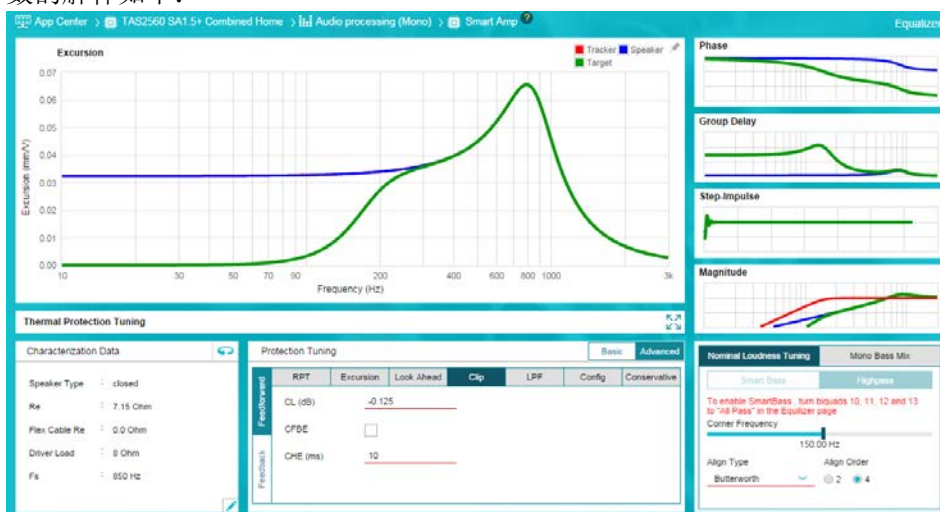 App Center > TAS2560 SA1.5+ Combined Home > Audio processing (Mono) > Smart Amp ?
Equalizer
Excursion
Tracker Speaker
Target
0.07
0.06
0.05
0.04
0.03
0.02
0.01
0.00
Excursion (mm/V)
10 30 50 70 90 200 400 600 800 1000 3k
Frequency (Hz)
Phase
Group Delay
Step-Impulse
Magnitude
Thermal Protection Tuning
Characterization Data
Speaker Type : closed
Re : 7.15 Ohm
Flex Cable Re : 0.0 Ohm
Driver Load : 8 Ohm
Fs : 850 Hz
Protection Tuning
Basic Advanced
Feedforward
Feedback
RPT Excursion Look Ahead Clip LPF Config Conservative
CL (dB) -0.125
CFBE
CHE (ms) 10
Nominal Loudness Tuning Mono Bass Mix
Smart Bass Highpass
To enable SmartBass , turn biquads 10, 11, 12 and 13
to "All Pass" in the Equilizer page
Corner Frequency
150.00 Hz
Align Type Align Order
Butterworth 2 4